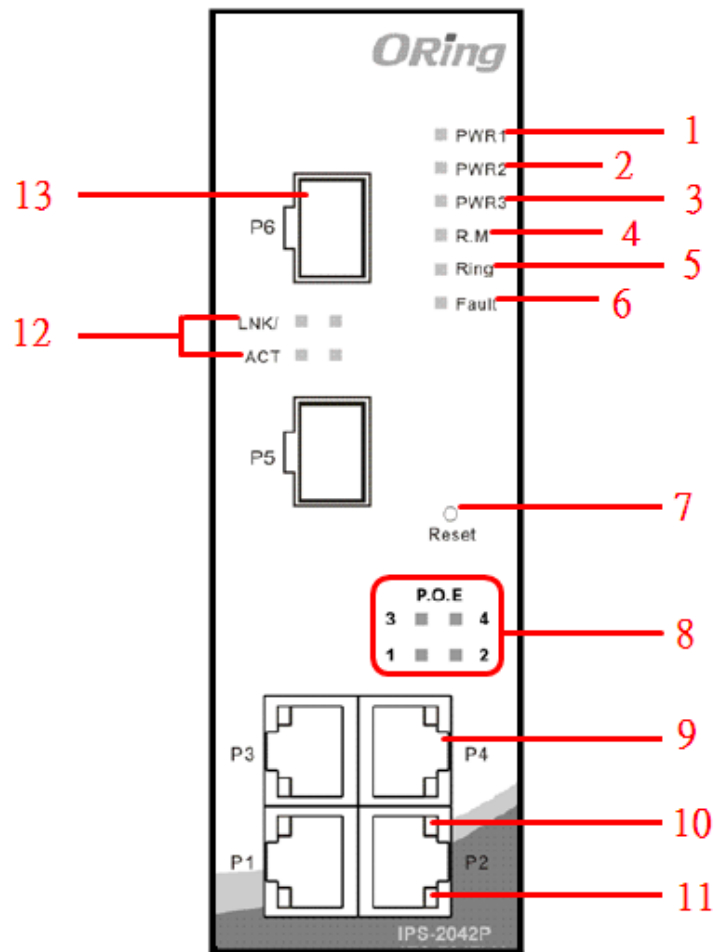 ORing
PWR1 1
PWR2 2
PWR3 3
R.M 4
Ring 5
Fault 6
13
P6
12
LNK/
ACT
P5
7
Reset
P.O.E
3 4
1 2
8
P3 P4 9
10
P1 P2
11
IPS-2042P